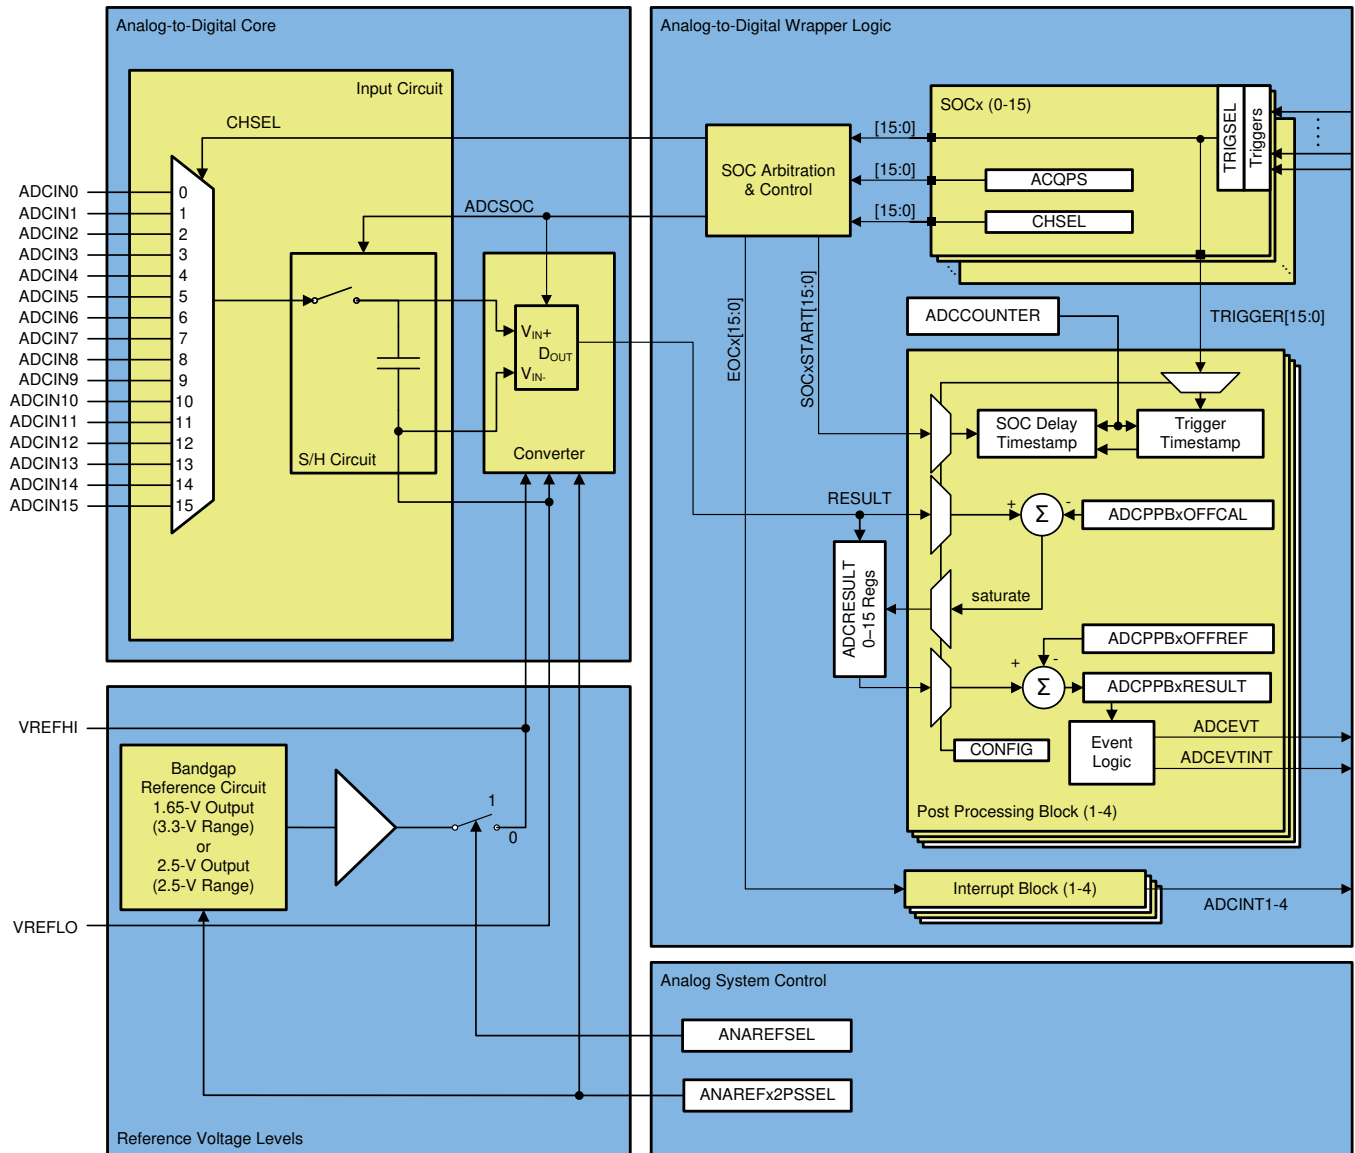 Analog-to-Digital Core
Input Circuit
CHSEL
ADCIN0
ADCIN1
ADCIN2
ADCIN3
ADCIN4
ADCIN5
ADCIN6
ADCIN7
ADCIN8
ADCIN9
ADCIN10
ADCIN11
ADCIN12
ADCIN13
ADCIN14
ADCIN15
0
1
2
3
4
5
6
7
8
9
10
11
12
13
14
15
ADCSOC
S/H Circuit
VIN+
DOUT
VIN-
Converter
Analog-to-Digital Wrapper Logic
SOCx (0-15)
TRIGSEL
Triggers
[15:0]
[15:0]
[15:0]
ACQPS
CHSEL
SOC Arbitration
& Control
EOCx[15:0]
SOCxSTART[15:0]
ADCCOUNTER
TRIGGER[15:0]
SOC Delay
Timestamp
Trigger
Timestamp
RESULT
+
Σ
-
ADCPPBxOFFCAL
ADCRESULT
0–15 Regs
saturate
ADCPPBxOFFREF
+
-
Σ
ADCPPBxRESULT
CONFIG
Event
Logic
ADCEVT
ADCEVTINT
Post Processing Block (1-4)
Interrupt Block (1-4)
ADCINT1-4
VREFHI
Bandgap
Reference Circuit
1.65-V Output
(3.3-V Range)
or
2.5-V Output
(2.5-V Range)
1
0
VREFLO
Reference Voltage Levels
Analog System Control
ANAREFSEL
ANAREFx2PSSEL